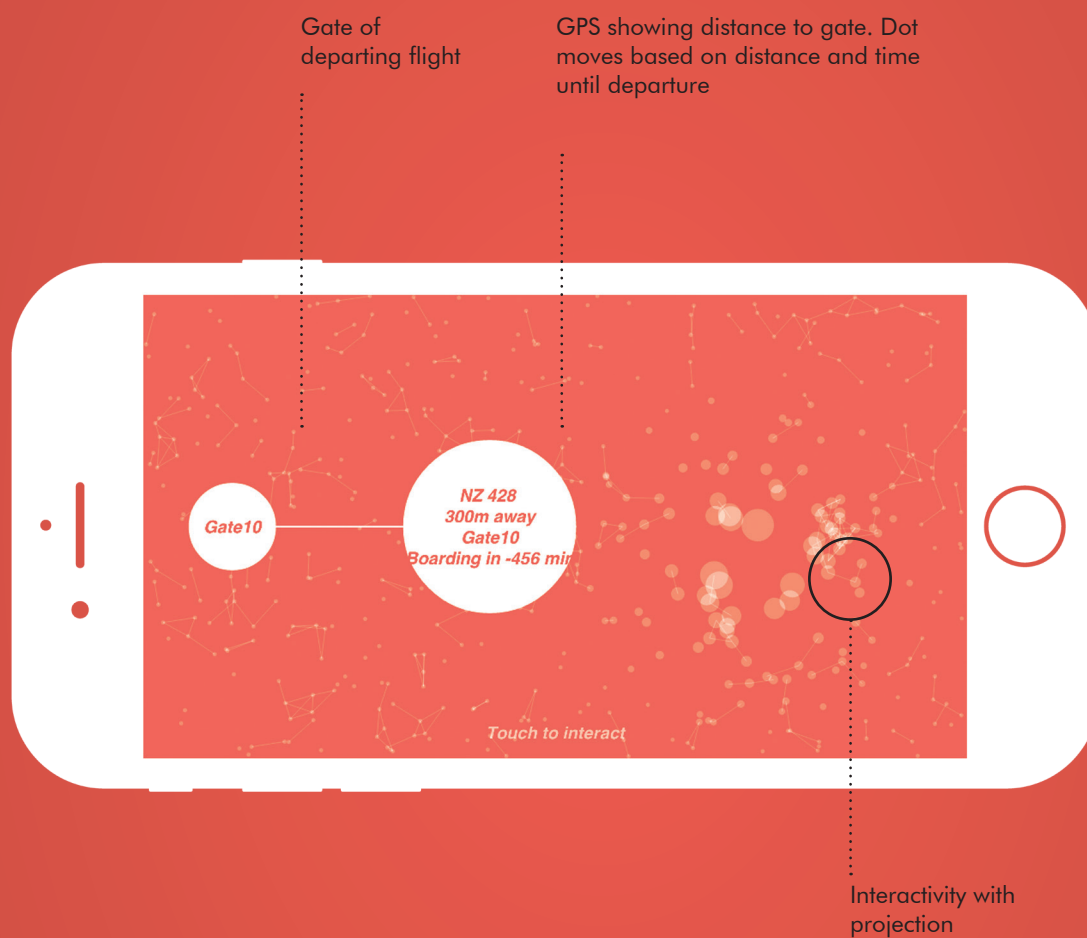 Gate of
departing flight
GPS showing distance to gate. Dot
moves based on distance and time
until departure
Gate10
NZ 428
300m away
Gate10
Boarding in -456 min
Touch to interact
Interactivity with
projection